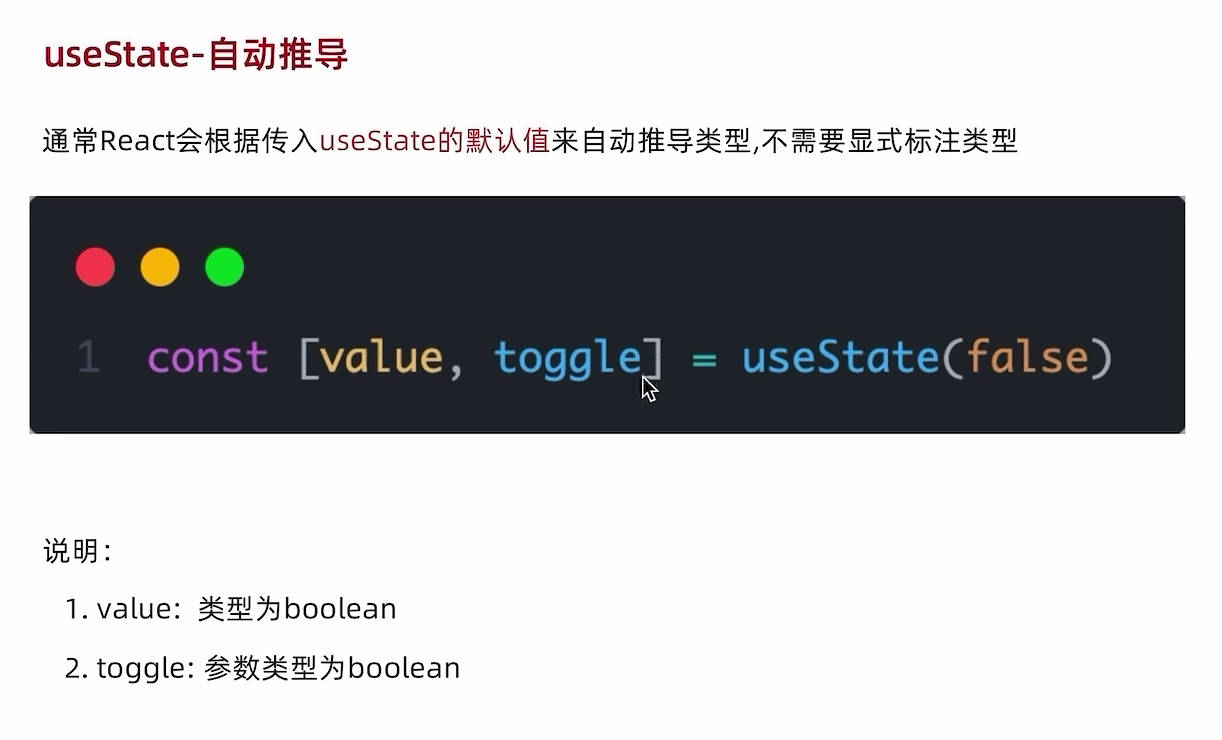 useState-自动推导
通常React会根据传入useState的默认值来自动推导类型,不需要显式标注类型
1 const [value, toggle] = useState(false)
说明：
1. value: 类型为boolean
2. toggle: 参数类型为boolean